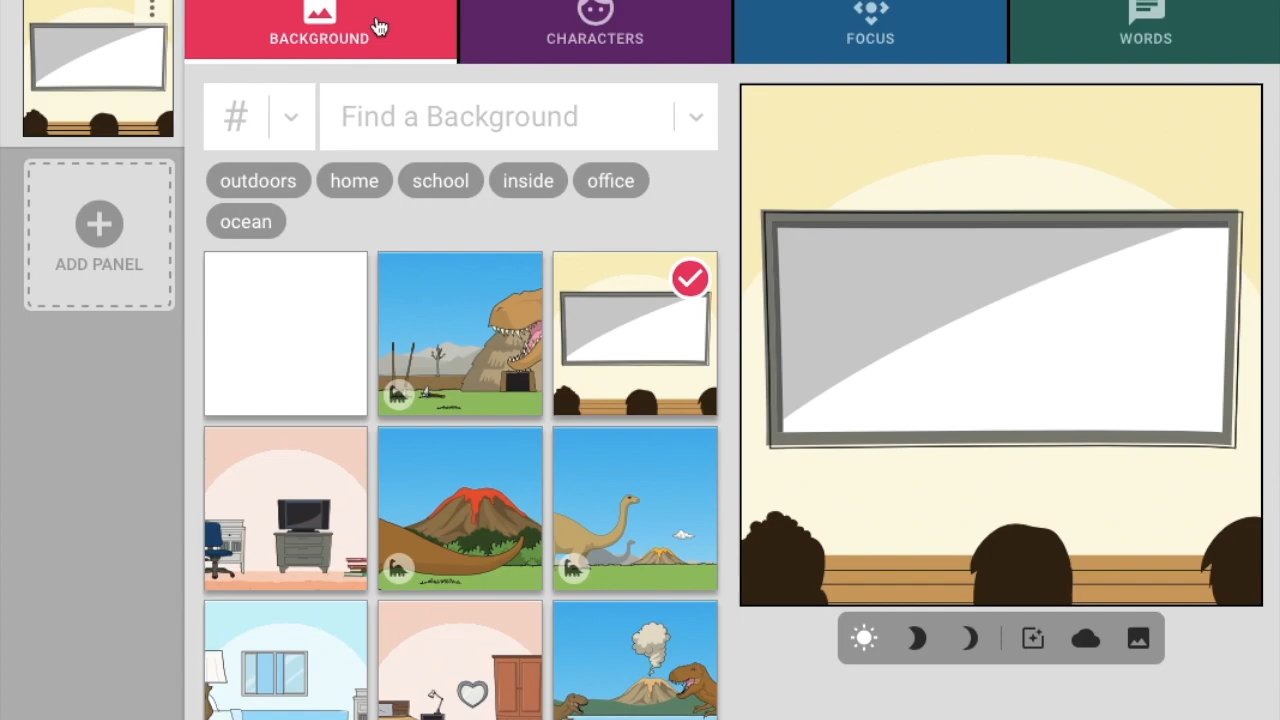 BACKGROUND
CHARACTERS
FOCUS
WORDS
# Find a Background
outdoors home school inside office
ocean
ADD PANEL